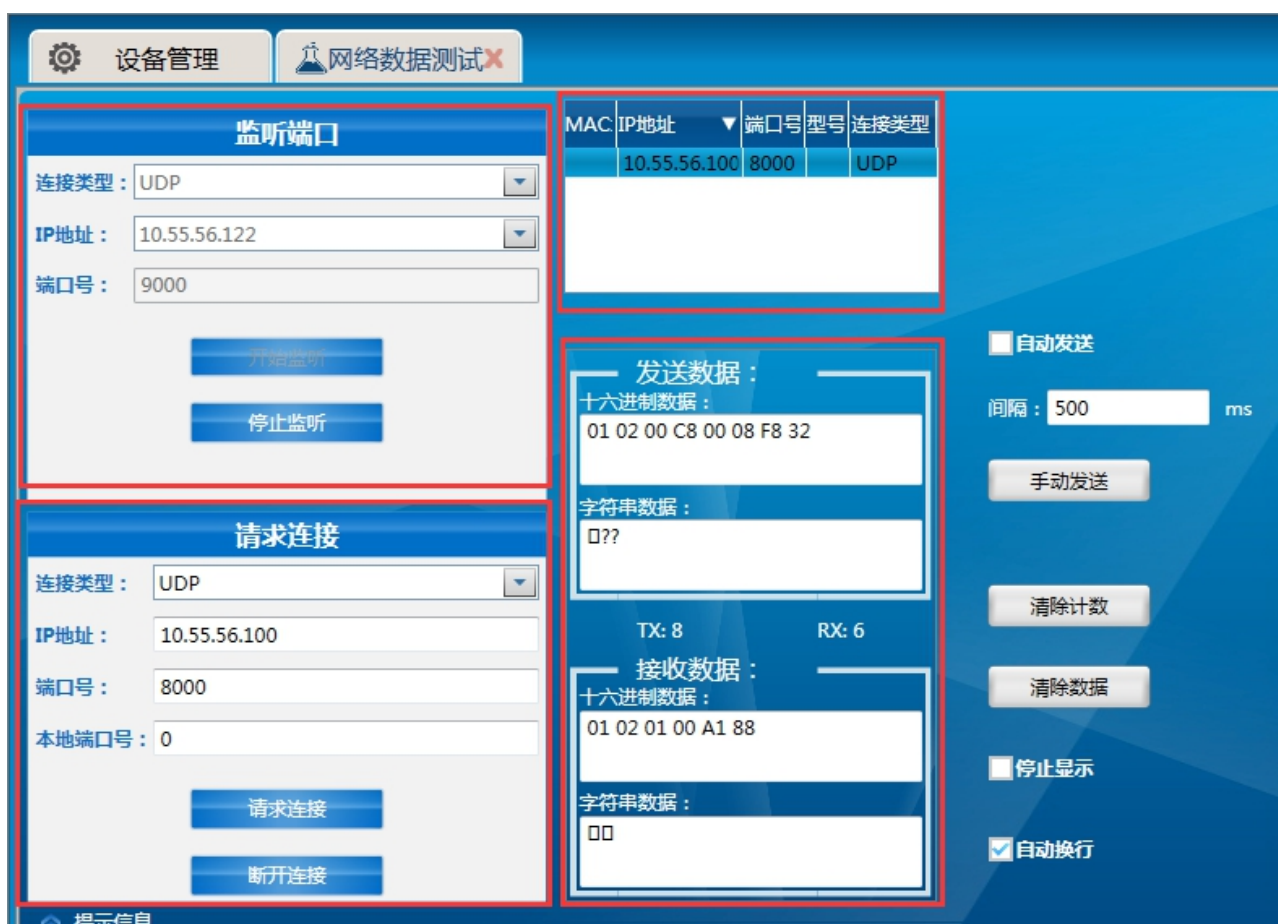 设备管理
网络数据测试
监听端口
连接类型：UDP
IP地址： 10.55.56.122
端口号： 9000
开始监听
停止监听
请求连接
连接类型： UDP
IP地址： 10.55.56.100
端口号： 8000
本地端口号：0
请求连接
断开连接
提示信息
MAC IP地址 ▼ 端口号 型号 连接类型
10.55.56.100 8000 UDP
发送数据：
十六进制数据：
01 02 00 C8 00 08 F8 32
字符串数据：
□??
TX: 8 RX: 6
接收数据：
十六进制数据：
01 02 01 00 A1 88
字符串数据：
□□
自动发送
间隔：500 ms
手动发送
清除计数
清除数据
停止显示
自动换行